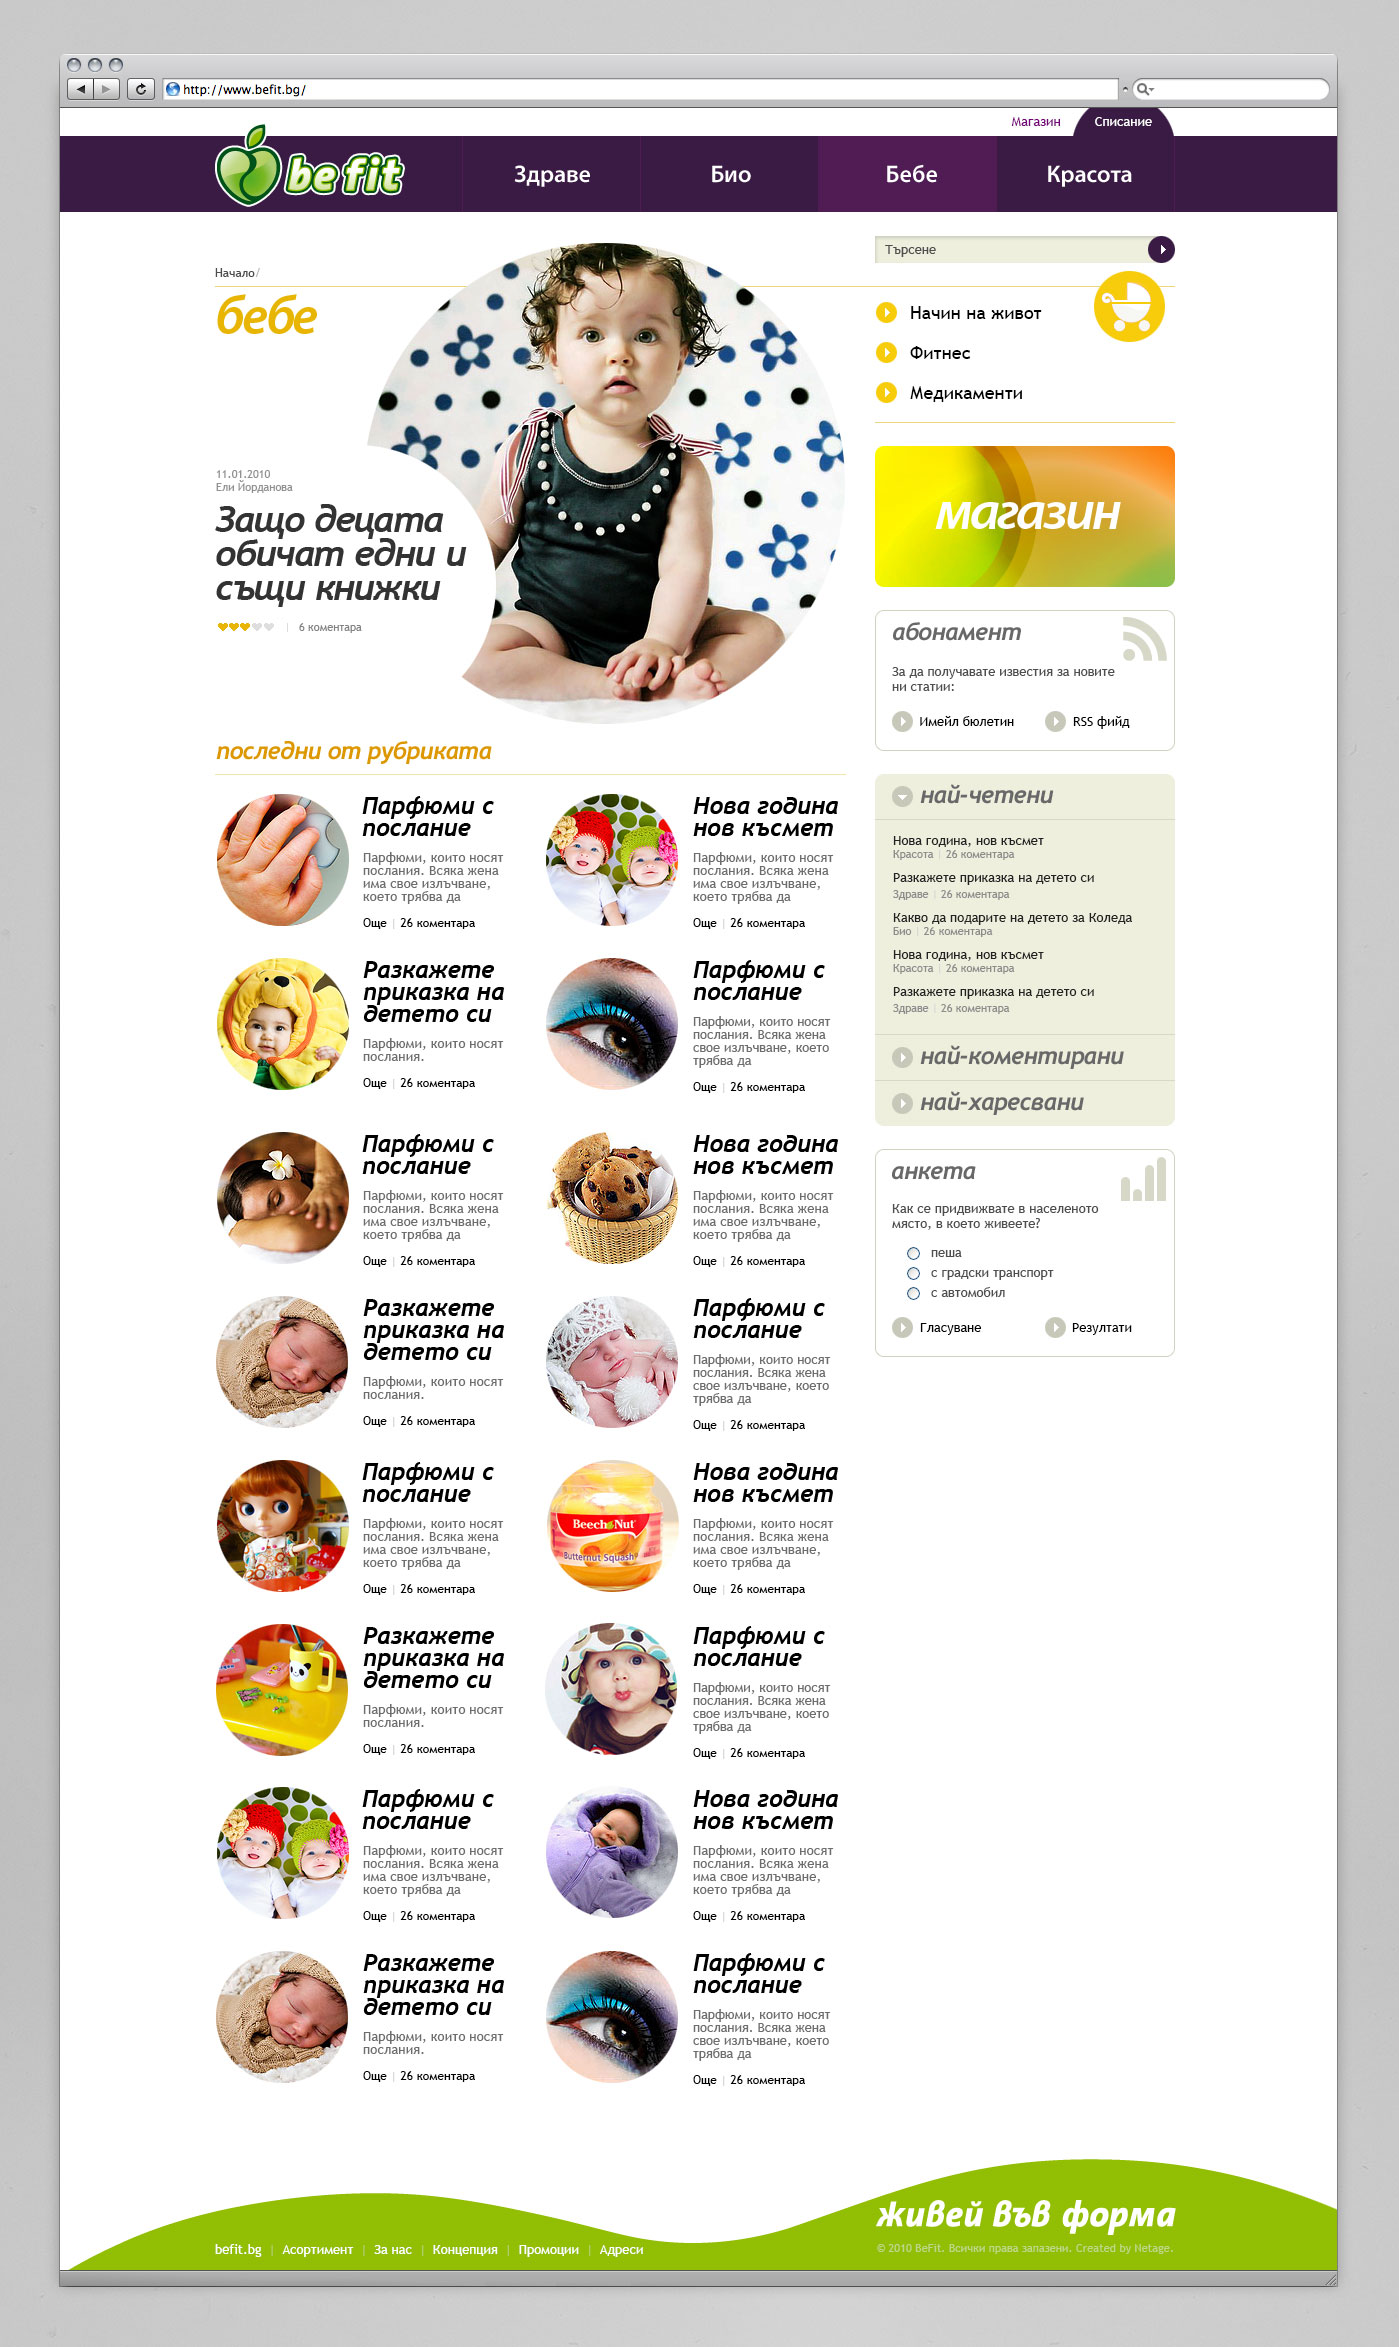 http://www.befit.bg/
Магазин
Списание
be fit
Здраве
Био
Бебе
Красота
Търсене
Начало/
бебе
Начин на живот
Фитнес
Медикаменти
11.01.2010
Ели Йорданова
Защо децата
обичат едни и
същи книжки
6 коментара
магазин
абонамент
За да получавате известия за новите
ни статии:
Имейл бюлетин
RSS фийд
последни от рубриката
Парфюми с
послание
Парфюми, които носят
послания. Всяка жена
има свое излъчване,
което трябва да
Още | 26 коментара
Нова година
нов късмет
Парфюми, които носят
послания. Всяка жена
има свое излъчване,
което трябва да
Още | 26 коментара
Разкажете
приказка на
детето си
Парфюми, които носят
послания.
Още | 26 коментара
Парфюми с
послание
Парфюми, които носят
послания. Всяка жена
свое излъчване, което
трябва да
Още | 26 коментара
Парфюми с
послание
Парфюми, които носят
послания. Всяка жена
има свое излъчване,
което трябва да
Още | 26 коментара
Нова година
нов късмет
Парфюми, които носят
послания. Всяка жена
има свое излъчване,
което трябва да
Още | 26 коментара
Разкажете
приказка на
детето си
Парфюми, които носят
послания.
Още | 26 коментара
Парфюми с
послание
Парфюми, които носят
послания. Всяка жена
свое излъчване, което
трябва да
Още | 26 коментара
Парфюми с
послание
Парфюми, които носят
послания. Всяка жена
има свое излъчване,
което трябва да
Още | 26 коментара
Beech-Nut
Butternut Squash
Нова година
нов късмет
Парфюми, които носят
послания. Всяка жена
има свое излъчване,
което трябва да
Още | 26 коментара
Разкажете
приказка на
детето си
Парфюми, които носят
послания.
Още | 26 коментара
Парфюми с
послание
Парфюми, които носят
послания. Всяка жена
свое излъчване, което
трябва да
Още | 26 коментара
Парфюми с
послание
Парфюми, които носят
послания. Всяка жена
има свое излъчване,
което трябва да
Още | 26 коментара
Нова година
нов късмет
Парфюми, които носят
послания. Всяка жена
има свое излъчване,
което трябва да
Още | 26 коментара
Разкажете
приказка на
детето си
Парфюми, които носят
послания.
Още | 26 коментара
Парфюми с
послание
Парфюми, които носят
послания. Всяка жена
свое излъчване, което
трябва да
Още | 26 коментара
най-четени
Нова година, нов късмет
Красота | 26 коментара
Разкажете приказка на детето си
Здраве | 26 коментара
Какво да подарите на детето за Коледа
Био | 26 коментара
Нова година, нов късмет
Красота | 26 коментара
Разкажете приказка на детето си
Здраве | 26 коментара
най-коментирани
най-харесвани
анкета
Как се придвижвате в населеното
място, в което живеете?
пеша
с градски транспорт
с автомобил
Гласуване
Резултати
живей във форма
befit.bg | Асортимент | За нас | Концепция | Промоции | Адреси
© 2010 BeFit. Всички права запазени. Created by Netage.